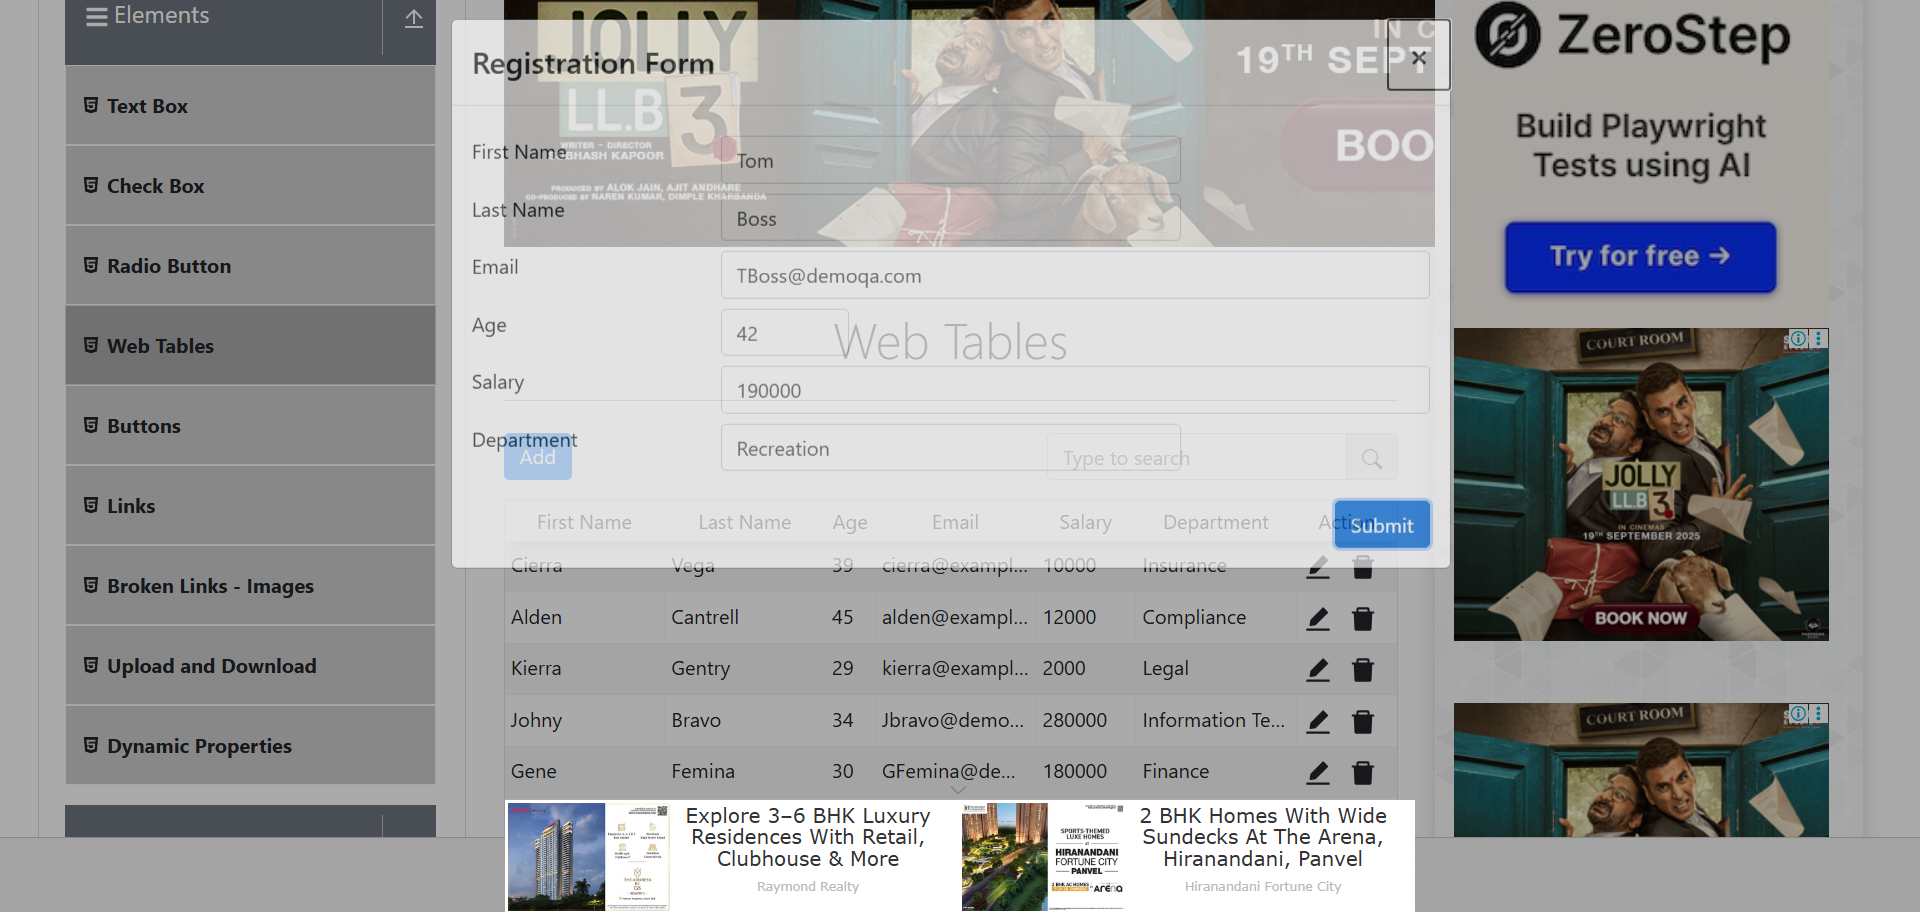 Elements
Text Box
Check Box
Radio Button
Web Tables
Buttons
Links
Broken Links - Images
Upload and Download
Dynamic Properties
JOLLY
LL.B 3
WRITER - DIRECTOR
SUBHASH KAPOOR
PRODUCED BY ALOK JAIN, AJIT ANDHARE
CO-PRODUCED BY NAREN KUMAR, DIMPLE KHARBANDA
IN C
19TH SEPT
BOO
Registration Form
×
First Name
Tom
Last Name
Boss
Email
TBoss@demoqa.com
Age
42
Salary
190000
Department
Recreation
Submit
Web Tables
Add
Type to search
First Name Last Name Age Email Salary Department Action
Cierra Vega 39 cierra@exampl... 10000 Insurance
Alden Cantrell 45 alden@exampl... 12000 Compliance
Kierra Gentry 29 kierra@exampl... 2000 Legal
Johny Bravo 34 Jbravo@demo... 280000 Information Te...
Gene Femina 30 GFemina@de... 180000 Finance
Explore 3–6 BHK Luxury
Residences With Retail,
Clubhouse & More
Raymond Realty
SPORTS-THEMED
LUXE HOMES
HIRANANDANI
FORTUNE CITY
PANVEL
2 BHK Homes With Wide
Sundecks At The Arena,
Hiranandani, Panvel
Hiranandani Fortune City
ZeroStep
Build Playwright
Tests using AI
Try for free →
COURT ROOM
JOLLY
LL.B 3
IN CINEMAS
19TH SEPTEMBER 2025
BOOK NOW
COURT ROOM